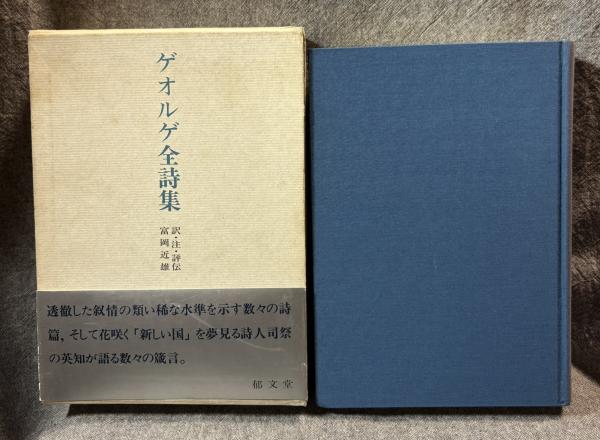 ゲオルゲ全詩集
訳・注・評伝
富岡近雄
透徹した叙情の類い稀な水準を示す数々の詩
篇，そして花咲く「新しい国」を夢見る詩人司祭
の英知が語る数々の箴言。
郁文堂